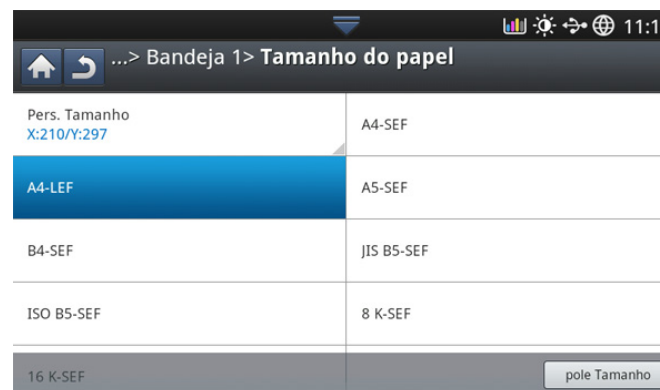 11:1
...> Bandeja 1> Tamanho do papel
Pers. Tamanho
X:210/Y:297
A4-SEF
A4-LEF
A5-SEF
B4-SEF
JIS B5-SEF
ISO B5-SEF
8 K-SEF
16 K-SEF
pole Tamanho